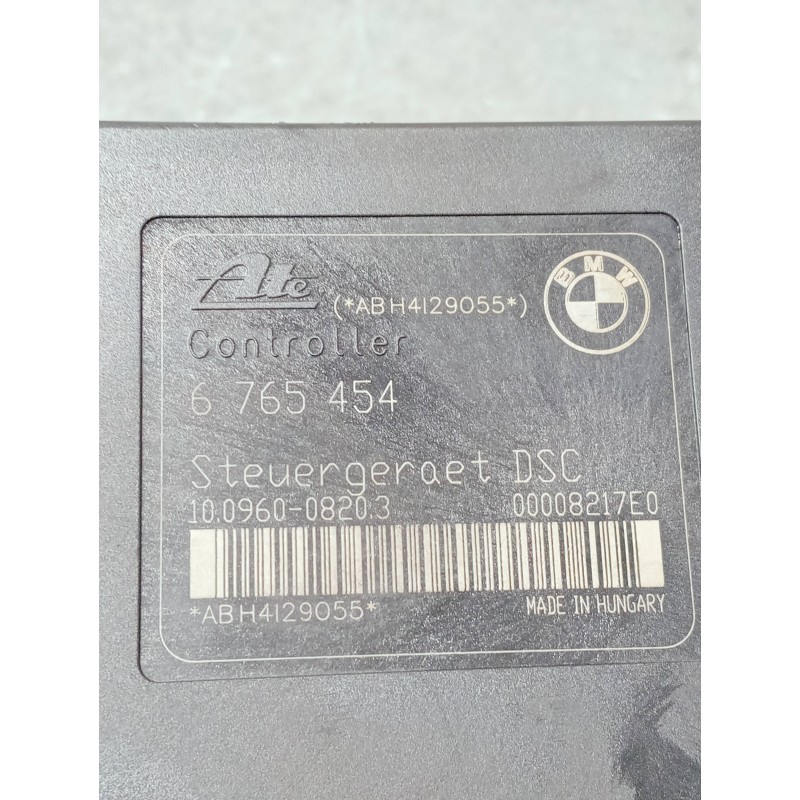 Ate (*ABH4129055*) BMW
Controller
6 765 454
Steuergeraet DSC
10.0960-0820.3 00008217E0
*ABH4129055* MADE IN HUNGARY